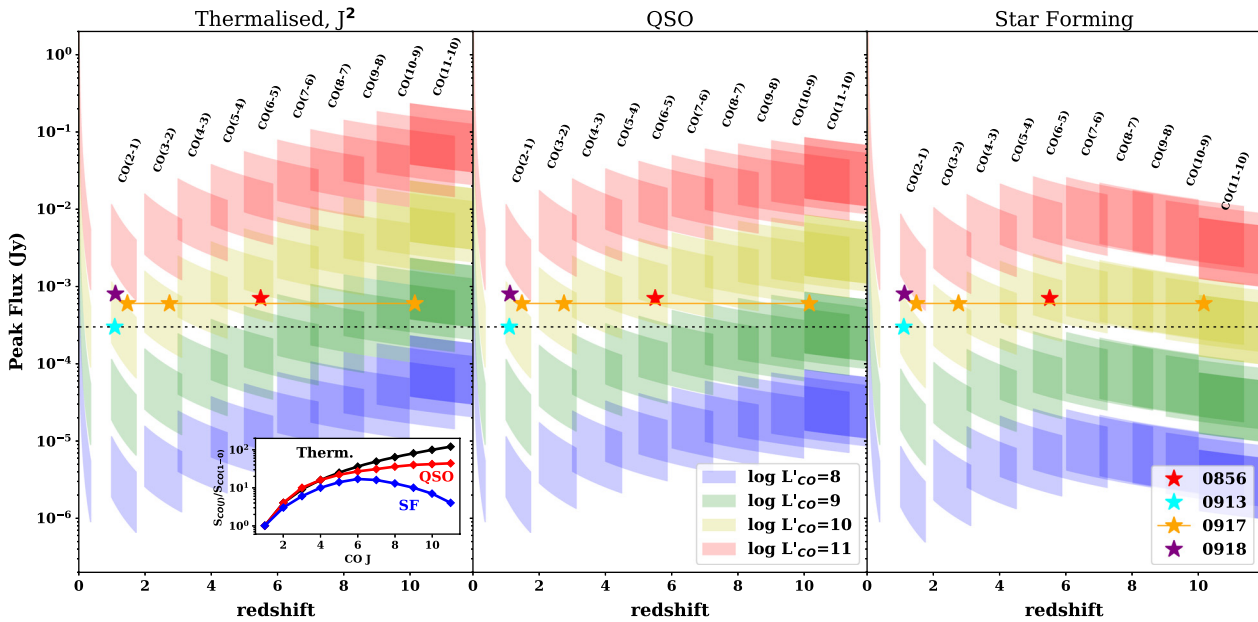 Thermalised, J²
QSO
Star Forming
Peak Flux (Jy)
10⁰
10⁻¹
10⁻²
10⁻³
10⁻⁴
10⁻⁵
10⁻⁶
CO(2-1)
CO(3-2)
CO(4-3)
CO(5-4)
CO(6-5)
CO(7-6)
CO(8-7)
CO(9-8)
CO(10-9)
CO(11-10)
CO(2-1)
CO(3-2)
CO(4-3)
CO(5-4)
CO(6-5)
CO(7-6)
CO(8-7)
CO(9-8)
CO(10-9)
CO(11-10)
CO(2-1)
CO(3-2)
CO(4-3)
CO(5-4)
CO(6-5)
CO(7-6)
CO(8-7)
CO(9-8)
CO(10-9)
CO(11-10)
S_CO(J)/S_CO(1-0)
10²
10¹
10⁰
Therm.
QSO
SF
2 4 6 8 10
CO J
log L'_CO=8
log L'_CO=9
log L'_CO=10
log L'_CO=11
0856
0913
0917
0918
0 2 4 6 8 10
0 2 4 6 8 10
0 2 4 6 8 10
redshift
redshift
redshift